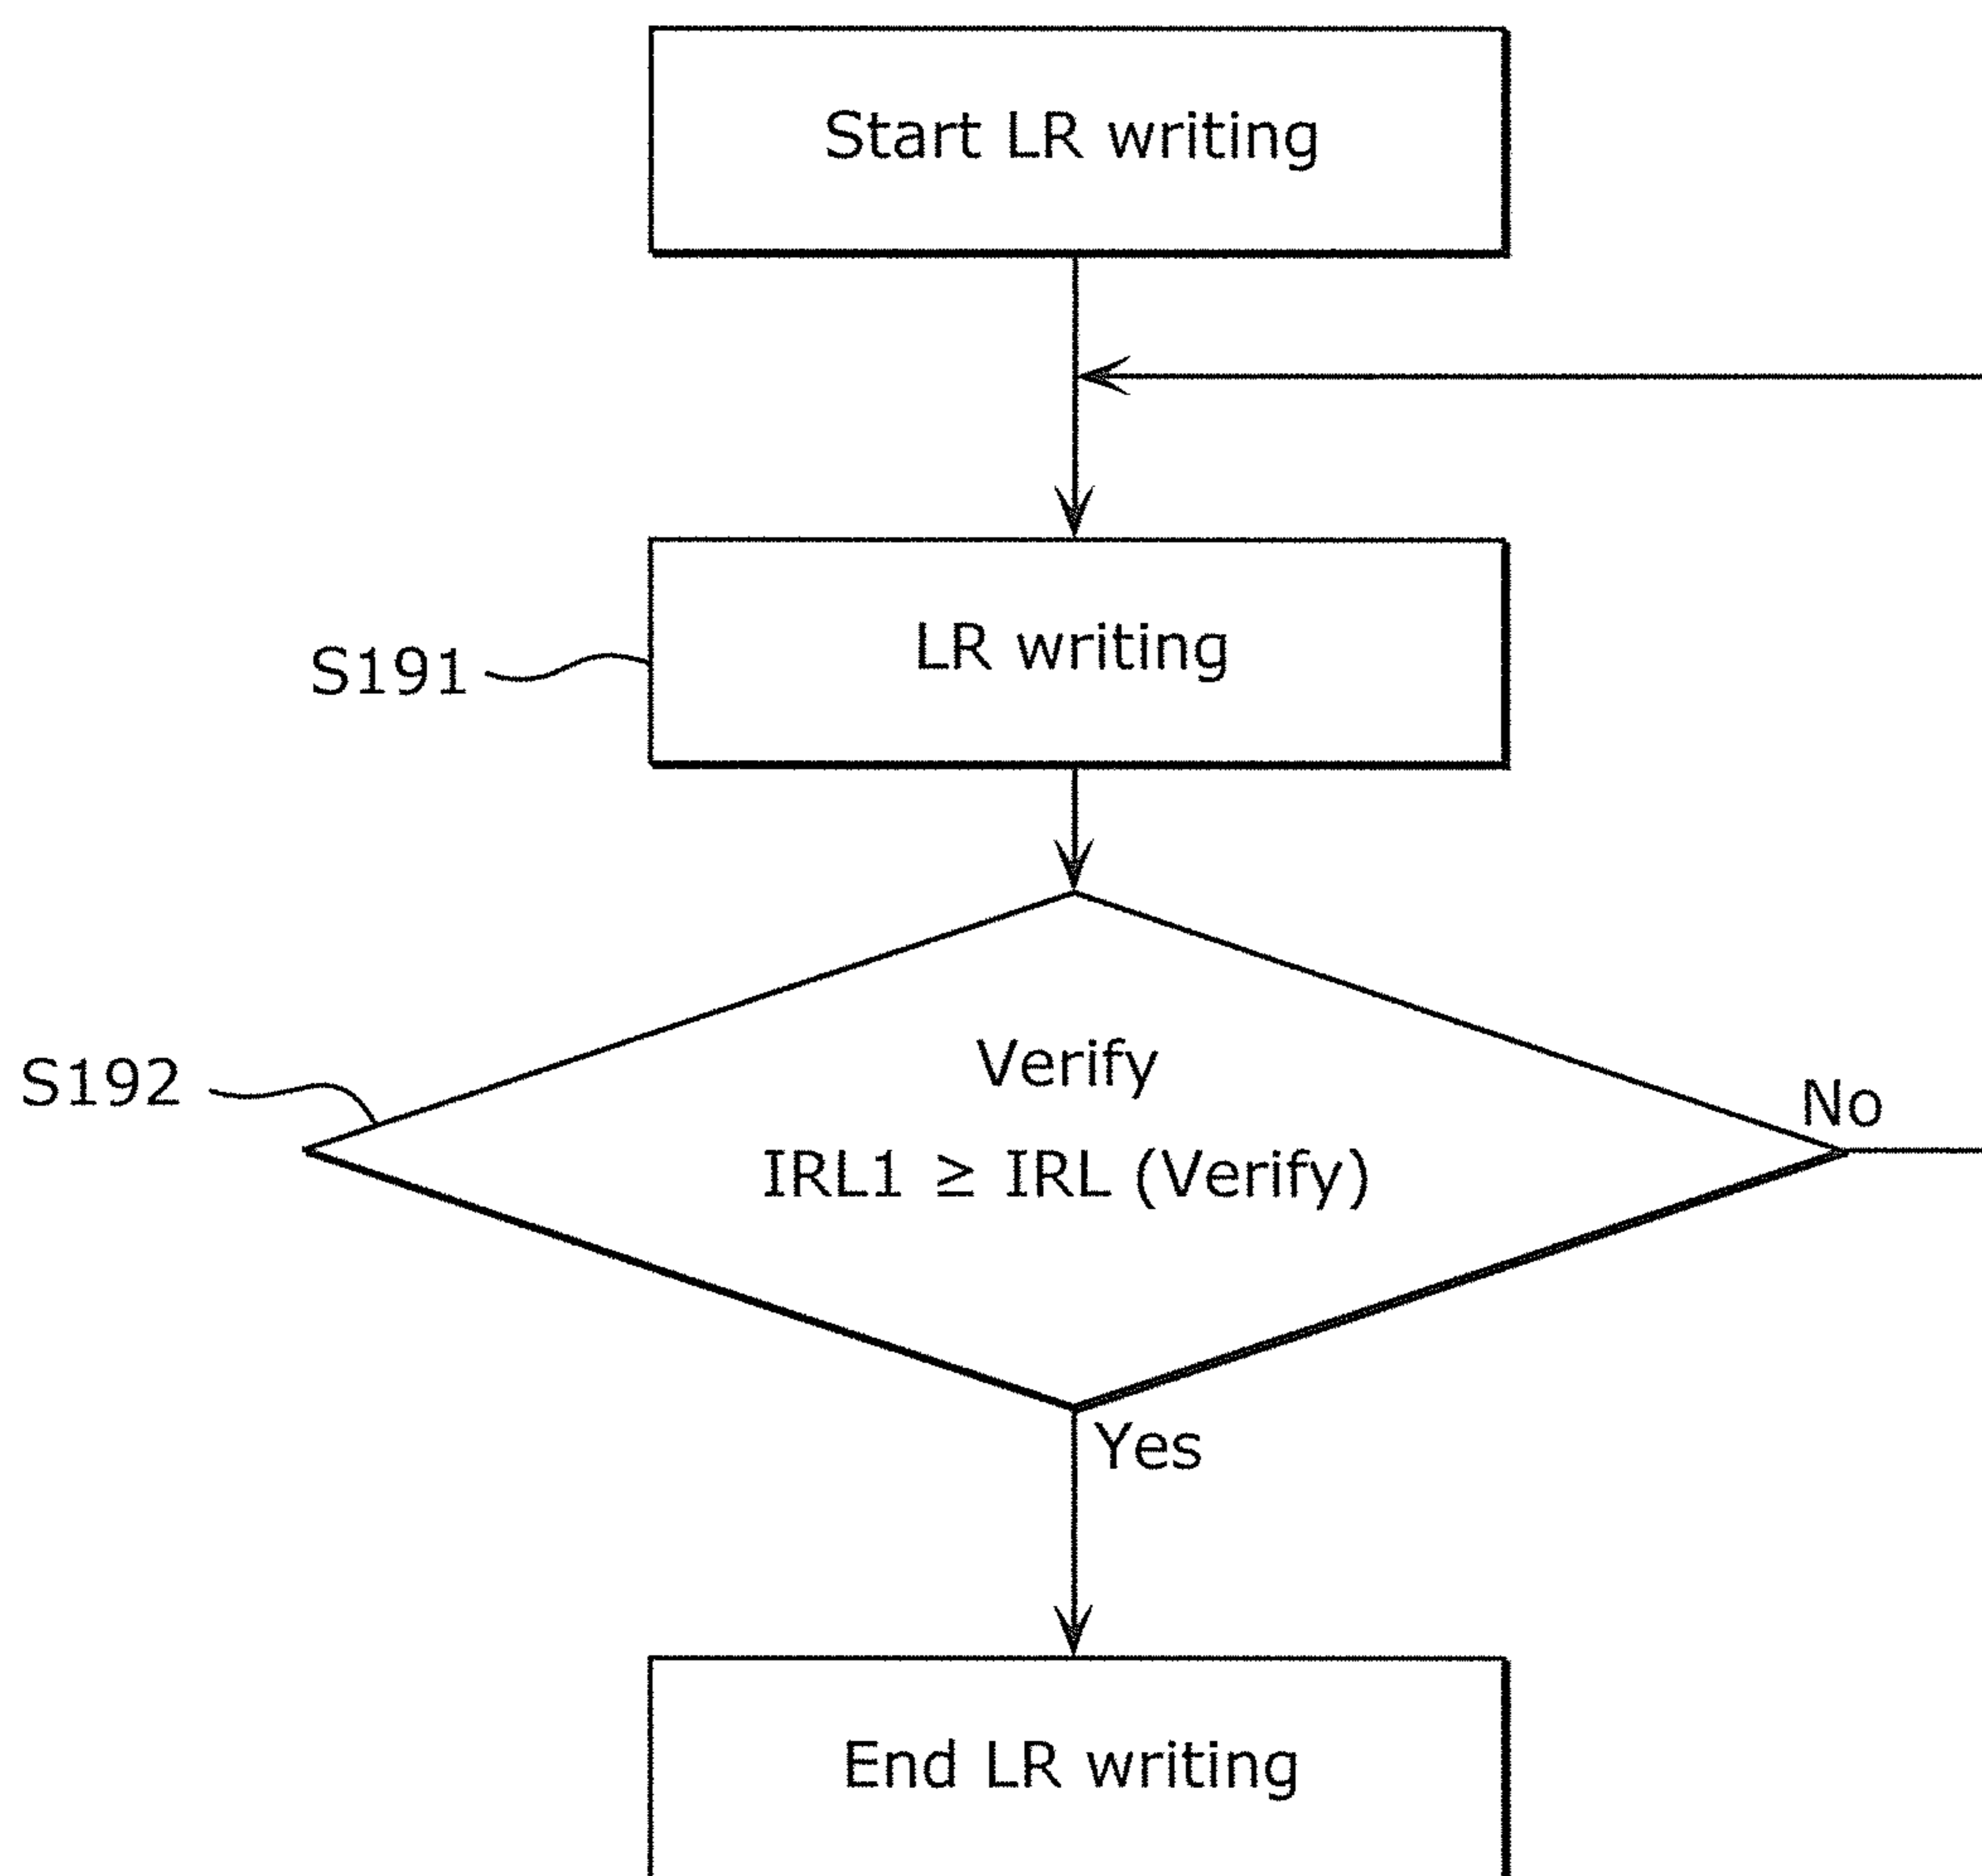 Start LR writing
LR writing
S191
Verify
S192
No
IRL1 ≥ IRL (Verify)
Yes
End LR writing